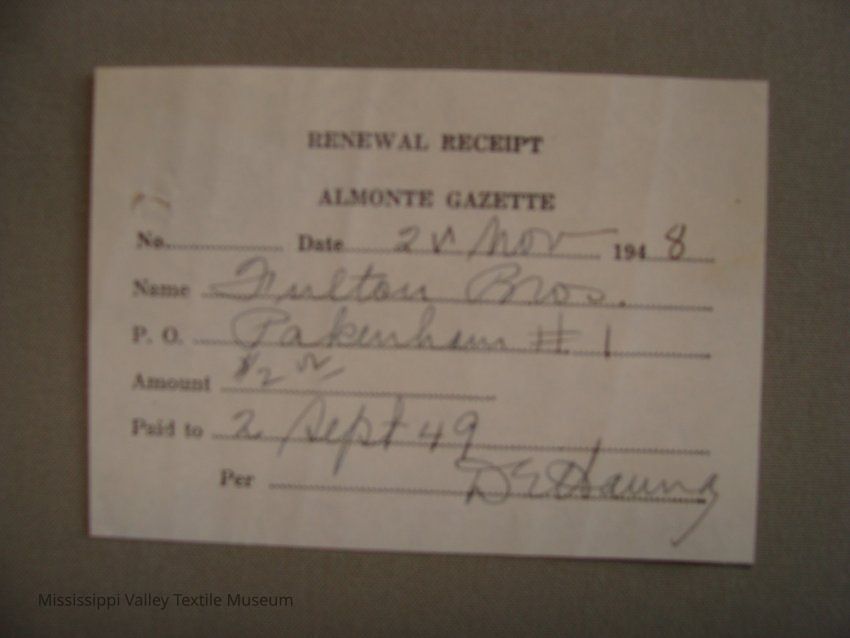 RENEWAL RECEIPT
ALMONTE GAZETTE
No. Date Nov 1948
Name Fulton Bros.
P. O. Pakenham # 1
Amount $2
Paid to 2 Sept 49
Per
Mississippi Valley Textile Museum